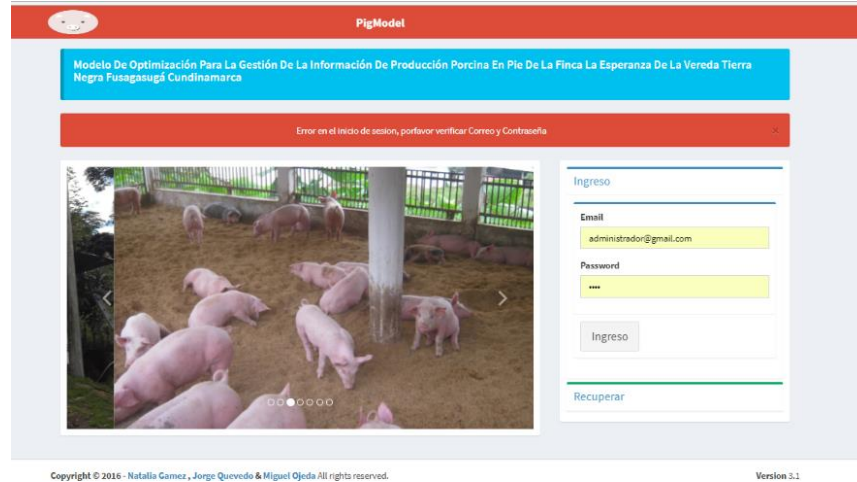 PigModel
Modelo De Optimización Para La Gestión De La Información De Producción Porcina En Pie De La Finca La Esperanza De La Vereda Tierra
Negra Fusagasugá Cundinamarca
Error en el inicio de sesion, porfavor verificar Correo y Contraseña ×
Ingreso
Email
administrador@gmail.com
Password
••••
Ingreso
Recuperar
Copyright © 2016 - Natalia Gamez , Jorge Quevedo & Miguel Ojeda All rights reserved. Version 3.1